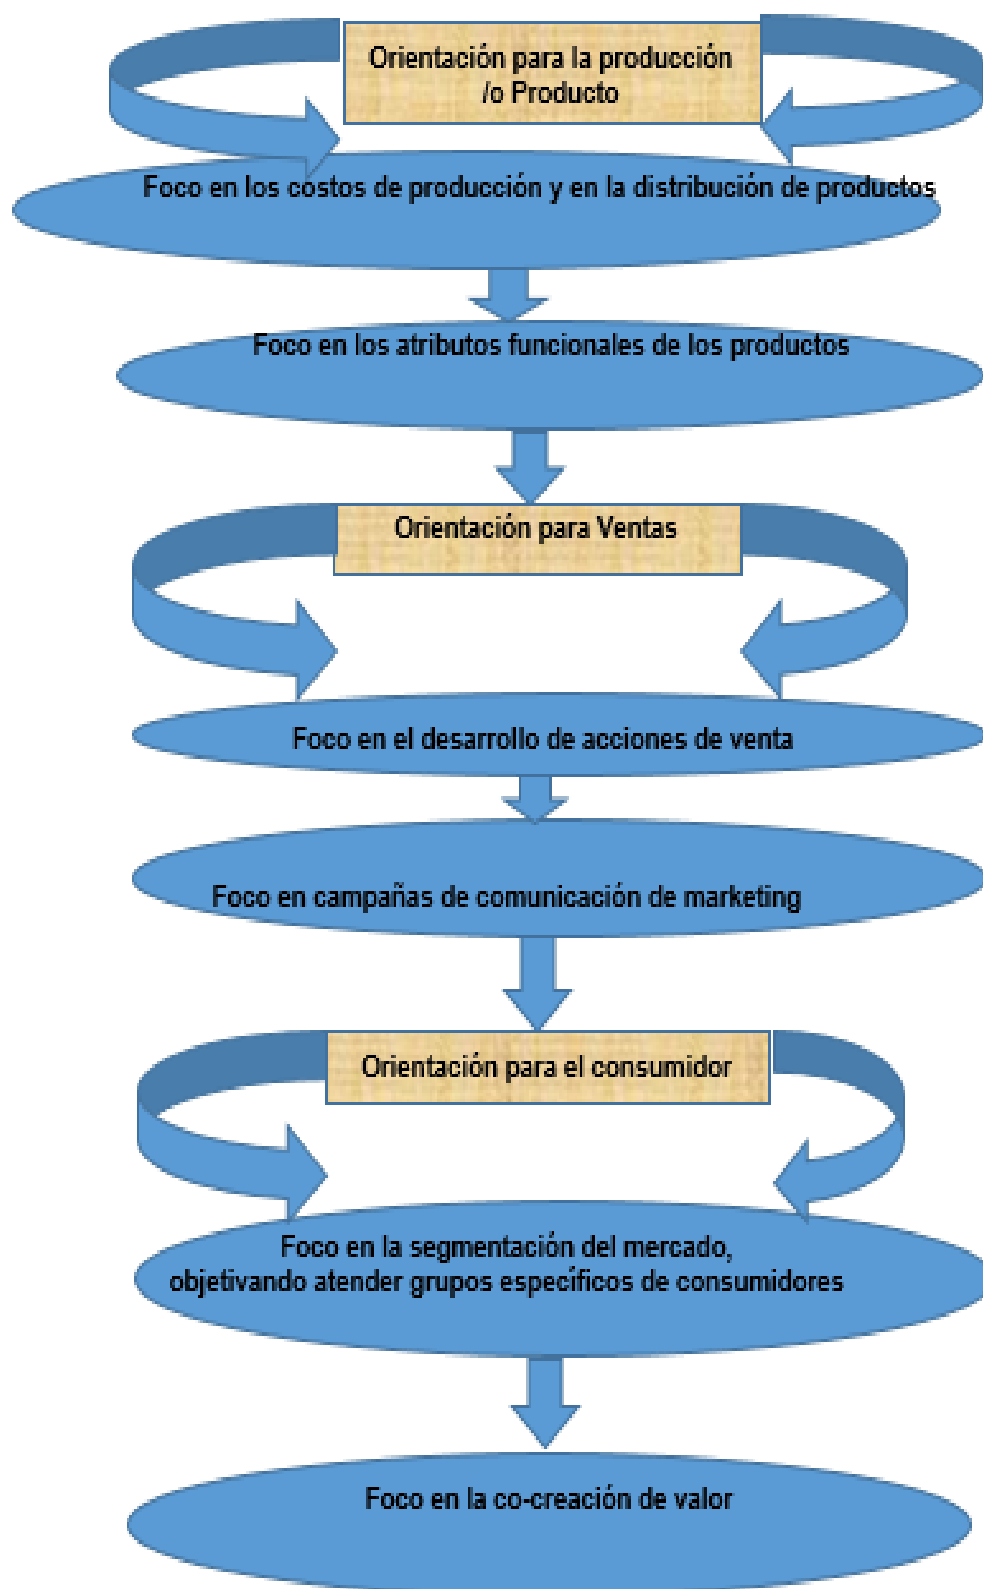 Orientación para la producción
/o Producto
Foco en los costos de producción y en la distribución de productos
Foco en los atributos funcionales de los productos
Orientación para Ventas
Foco en el desarrollo de acciones de venta
Foco en campañas de comunicación de marketing
Orientación para el consumidor
Foco en la segmentación del mercado,
objetivando atender grupos específicos de consumidores
Foco en la co-creación de valor